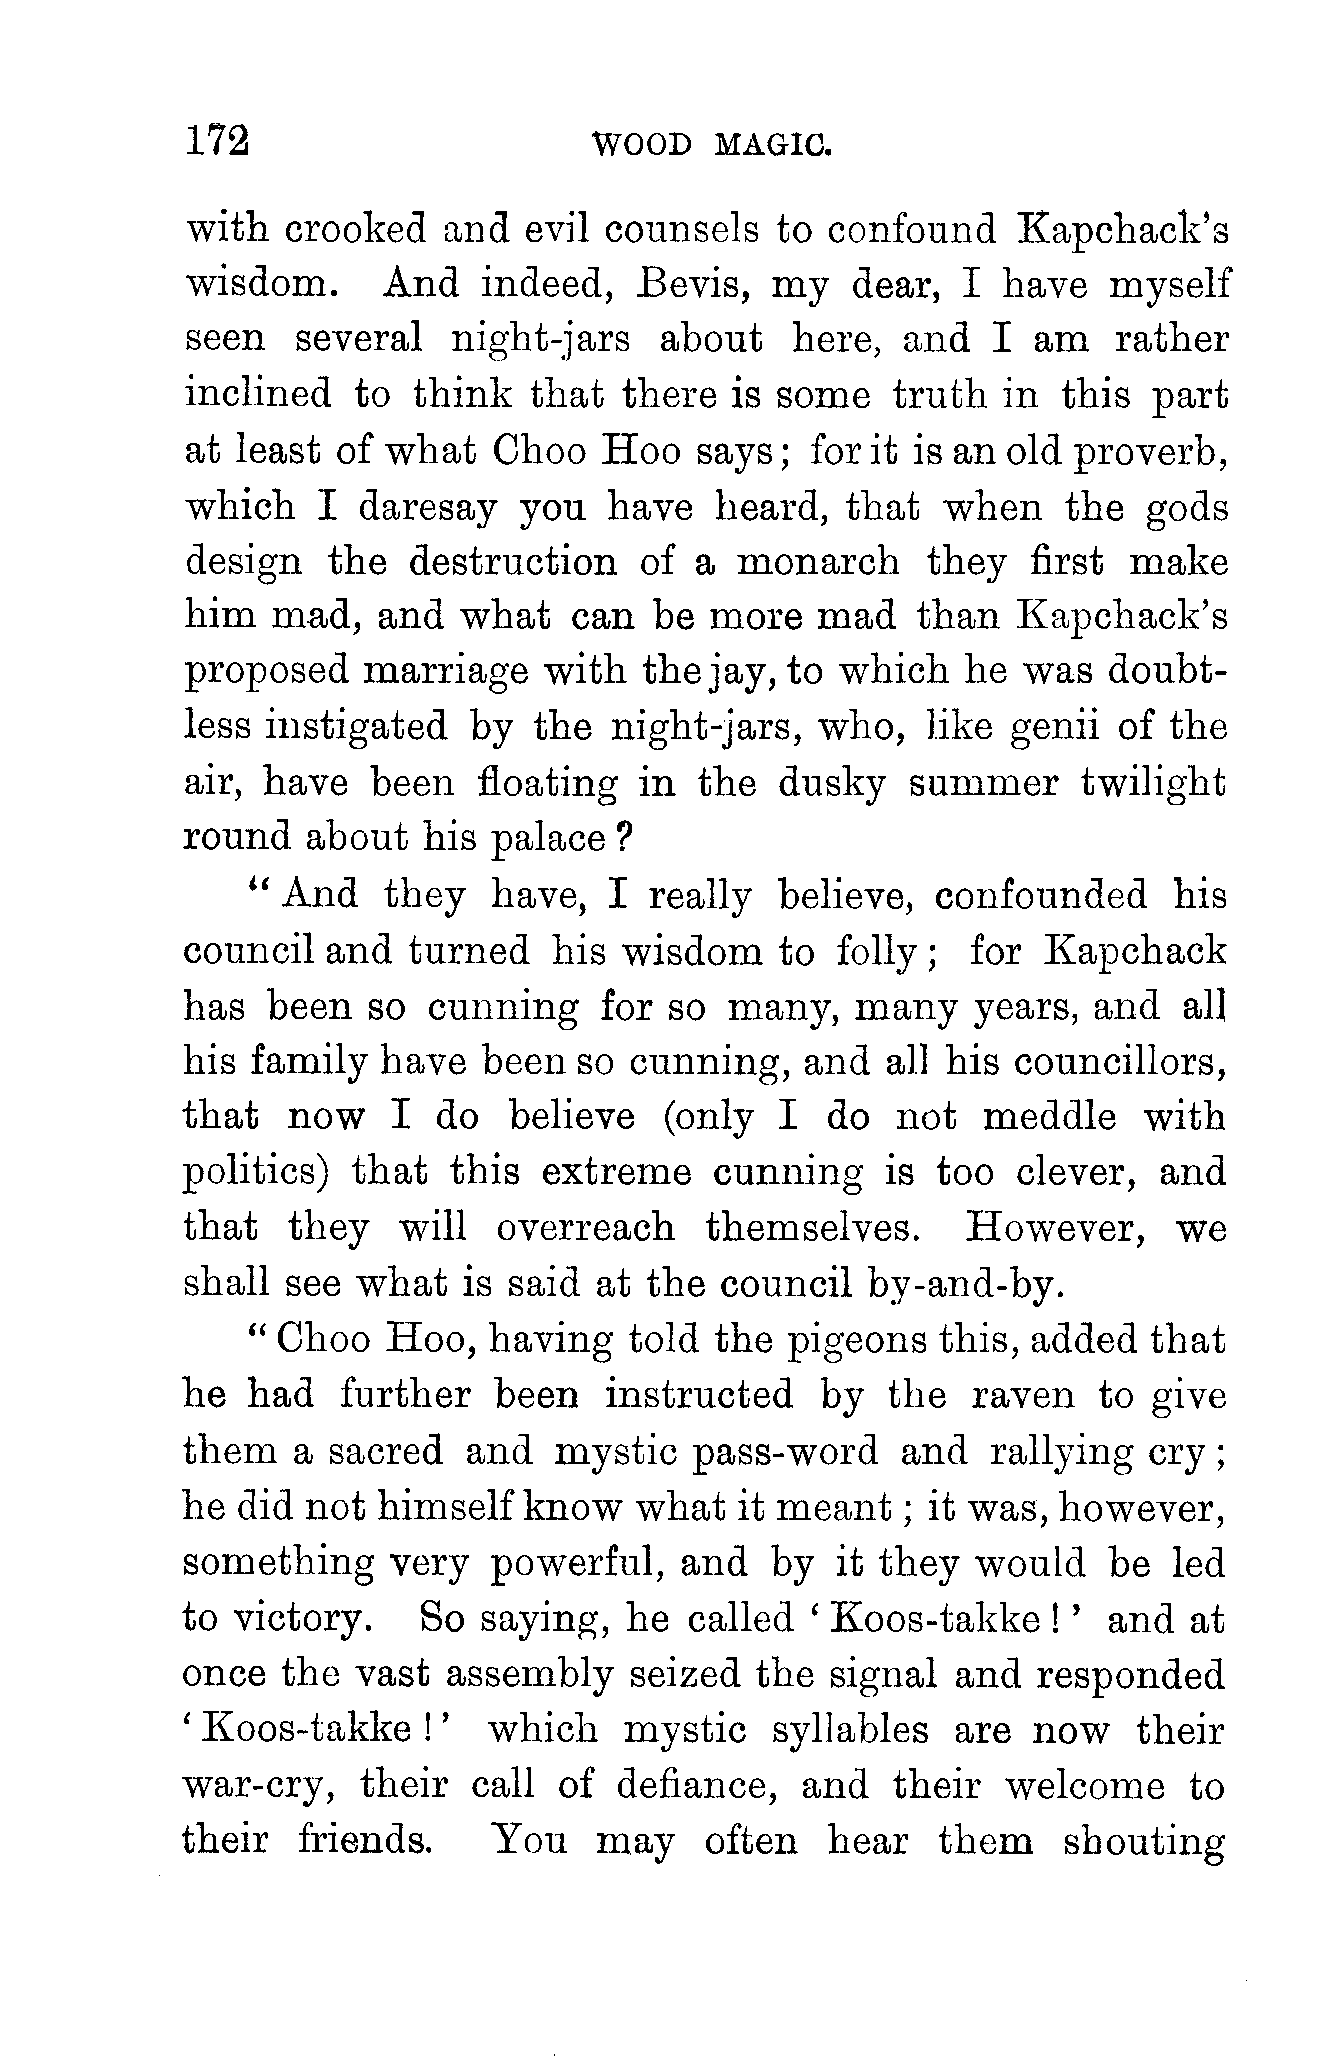 172 WOOD MAGIC.
with crooked and evil counsels to confound Kapchack's
wisdom. And indeed, Bevis, my dear, I have myself
seen several night-jars about here, and I am rather
inclined to think that there is some truth in this part
at least of what Choo Hoo says; for it is an old proverb,
which I daresay you have heard, that when the gods
design the destruction of a monarch they first make
him mad, and what can be more mad than Kapchack's
proposed marriage with the jay, to which he was doubt-
less instigated by the night-jars, who, like genii of the
air, have been floating in the dusky summer twilight
round about his palace?
"And they have, I really believe, confounded his
council and turned his wisdom to folly; for Kapchack
has been so cunning for so many, many years, and all
his family have been so cunning, and all his councillors,
that now I do believe (only I do not meddle with
politics) that this extreme cunning is too clever, and
that they will overreach themselves. However, we
shall see what is said at the council by-and-by.
"Choo Hoo, having told the pigeons this, added that
he had further been instructed by the raven to give
them a sacred and mystic pass-word and rallying cry;
he did not himself know what it meant; it was, however,
something very powerful, and by it they would be led
to victory. So saying, he called 'Koos-takke!' and at
once the vast assembly seized the signal and responded
'Koos-takke!' which mystic syllables are now their
war-cry, their call of defiance, and their welcome to
their friends. You may often hear them shouting